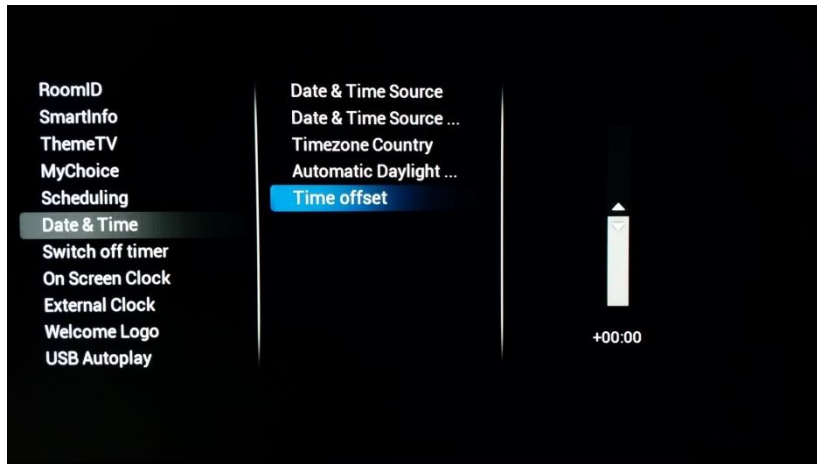 RoomID
SmartInfo
ThemeTV
MyChoice
Scheduling
Date & Time
Switch off timer
On Screen Clock
External Clock
Welcome Logo
USB Autoplay
Date & Time Source
Date & Time Source ...
Timezone Country
Automatic Daylight ...
Time offset
+00:00